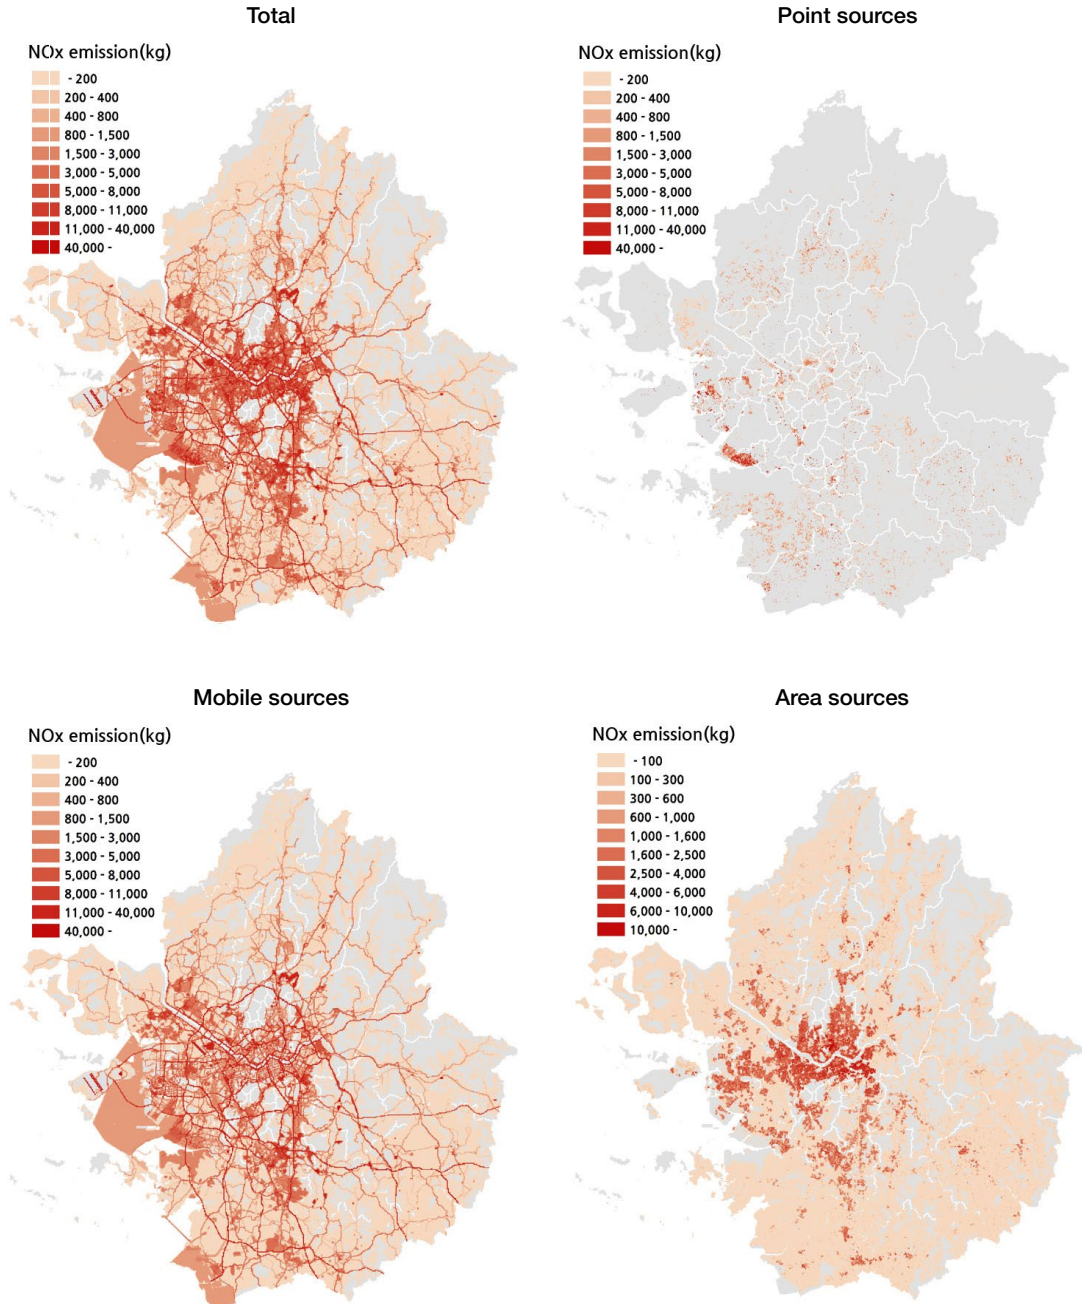 Total
NOx emission(kg)
- 200
200 - 400
400 - 800
800 - 1,500
1,500 - 3,000
3,000 - 5,000
5,000 - 8,000
8,000 - 11,000
11,000 - 40,000
40,000 -
Point sources
NOx emission(kg)
- 200
200 - 400
400 - 800
800 - 1,500
1,500 - 3,000
3,000 - 5,000
5,000 - 8,000
8,000 - 11,000
11,000 - 40,000
40,000 -
Mobile sources
NOx emission(kg)
- 200
200 - 400
400 - 800
800 - 1,500
1,500 - 3,000
3,000 - 5,000
5,000 - 8,000
8,000 - 11,000
11,000 - 40,000
40,000 -
Area sources
NOx emission(kg)
- 100
100 - 300
300 - 600
600 - 1,000
1,000 - 1,600
1,600 - 2,500
2,500 - 4,000
4,000 - 6,000
6,000 - 10,000
10,000 -